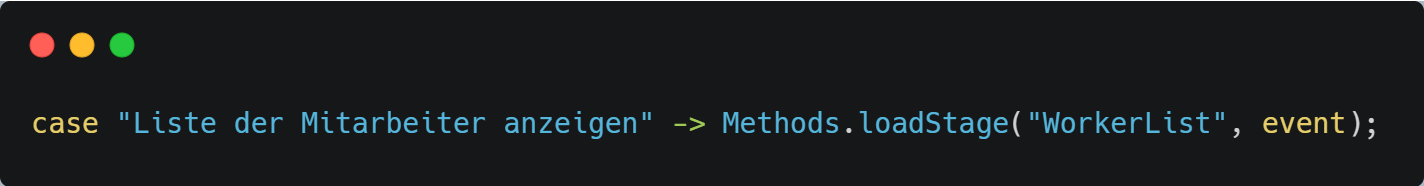 case "Liste der Mitarbeiter anzeigen" -> Methods.loadStage("WorkerList", event);